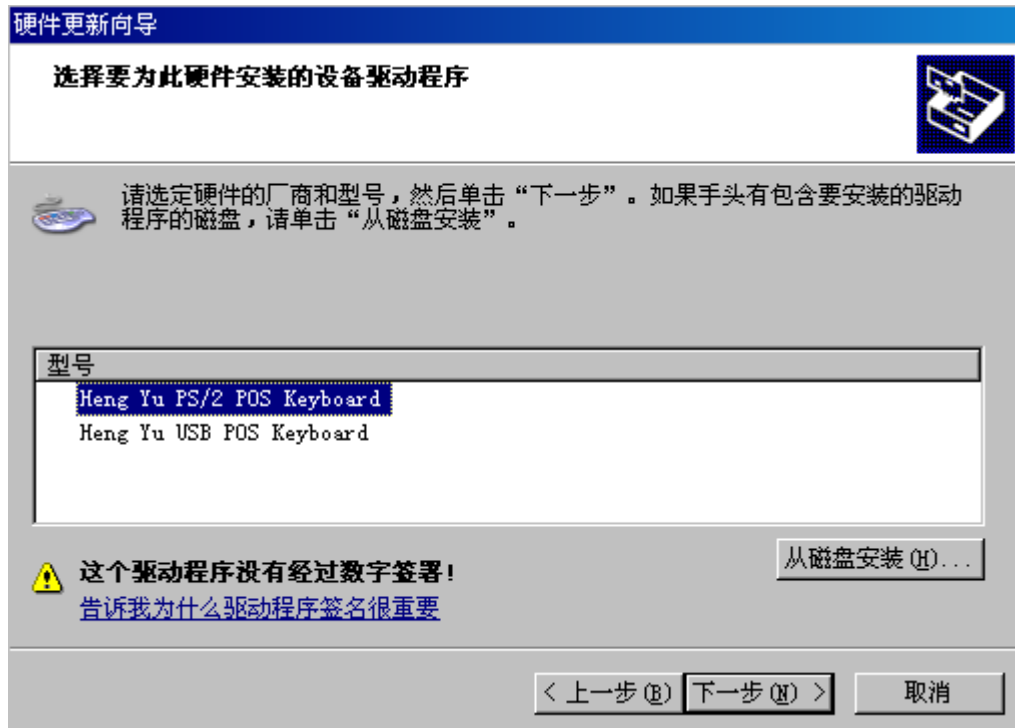 硬件更新向导
选择要为此硬件安装的设备驱动程序
请选定硬件的厂商和型号，然后单击“下一步”。如果手头有包含要安装的驱动
程序的磁盘，请单击“从磁盘安装”。
型号
Heng Yu PS/2 POS Keyboard
Heng Yu USB POS Keyboard
这个驱动程序没有经过数字签署！
从磁盘安装(H)...
告诉我为什么驱动程序签名很重要
< 上一步(B)
下一步(N) >
取消